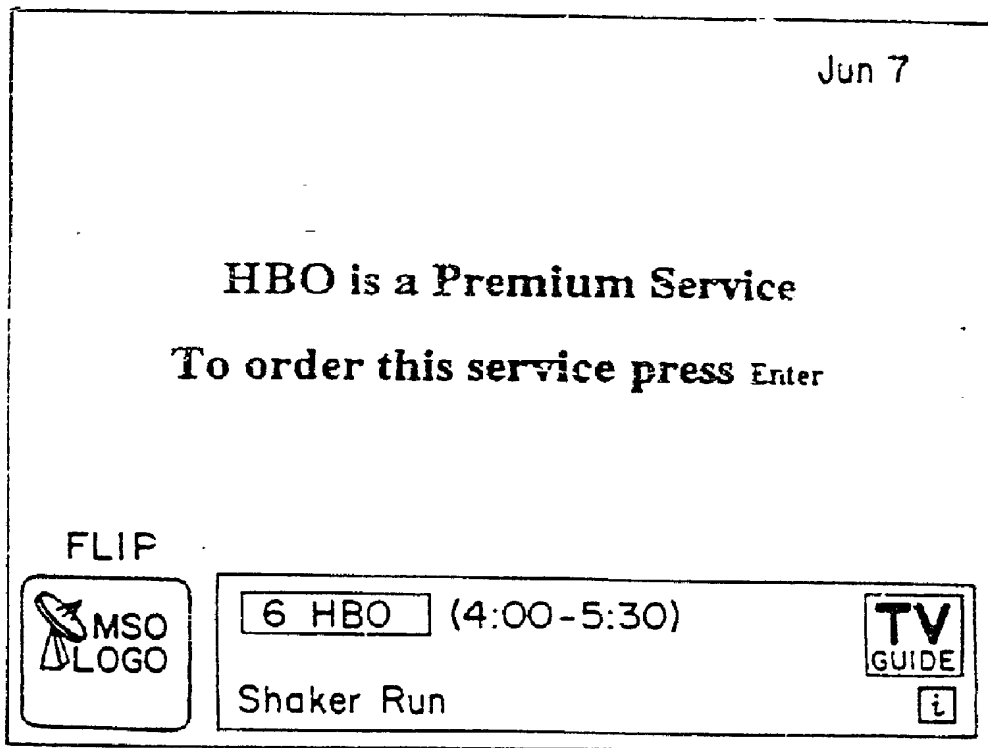 Jun 7
HBO is a Premium Service
To order this service press Enter
FLIP
MSO
LOGO
6 HBO (4:00-5:30)
TV
GUIDE
Shaker Run
i